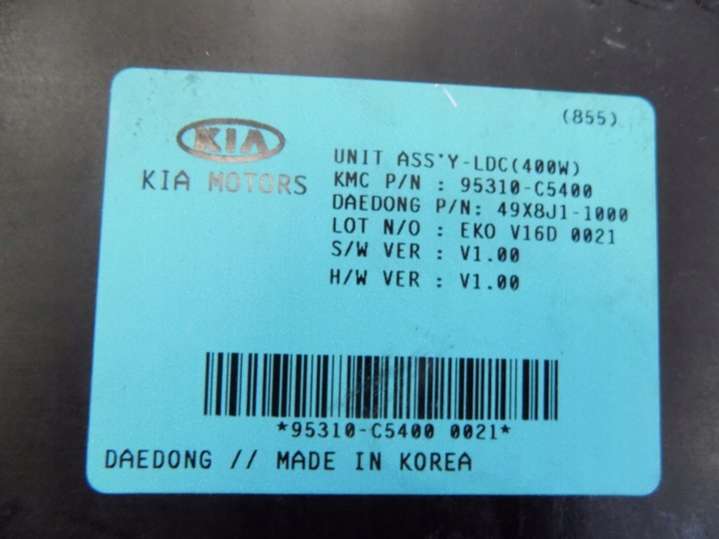 (855)
KIA
KIA MOTORS
UNIT ASS'Y-LDC(400W)
KMC P/N : 95310-C5400
DAEDONG P/N: 49X8J1-1000
LOT N/O : EKO V16D 0021
S/W VER : V1.00
H/W VER : V1.00
*95310-C5400 0021*
DAEDONG // MADE IN KOREA